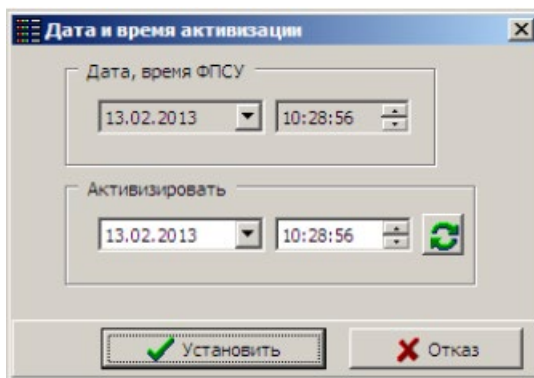 Дата и время активизации
Дата, время ФПСУ
13.02.2013 10:28:56
Активизировать
13.02.2013 10:28:56
Установить Отказ